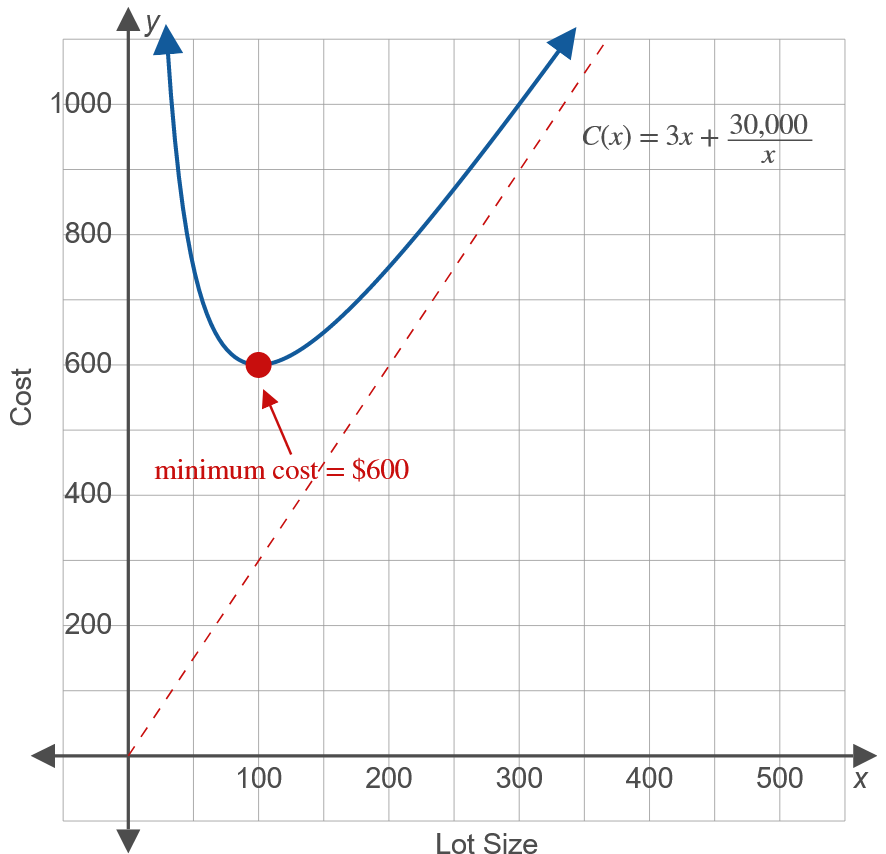 y
1000
C(x) = 3x + 30,000/x
800
600
Cost
minimum cost = $600
400
200
100 200 300 400 500 x
Lot Size